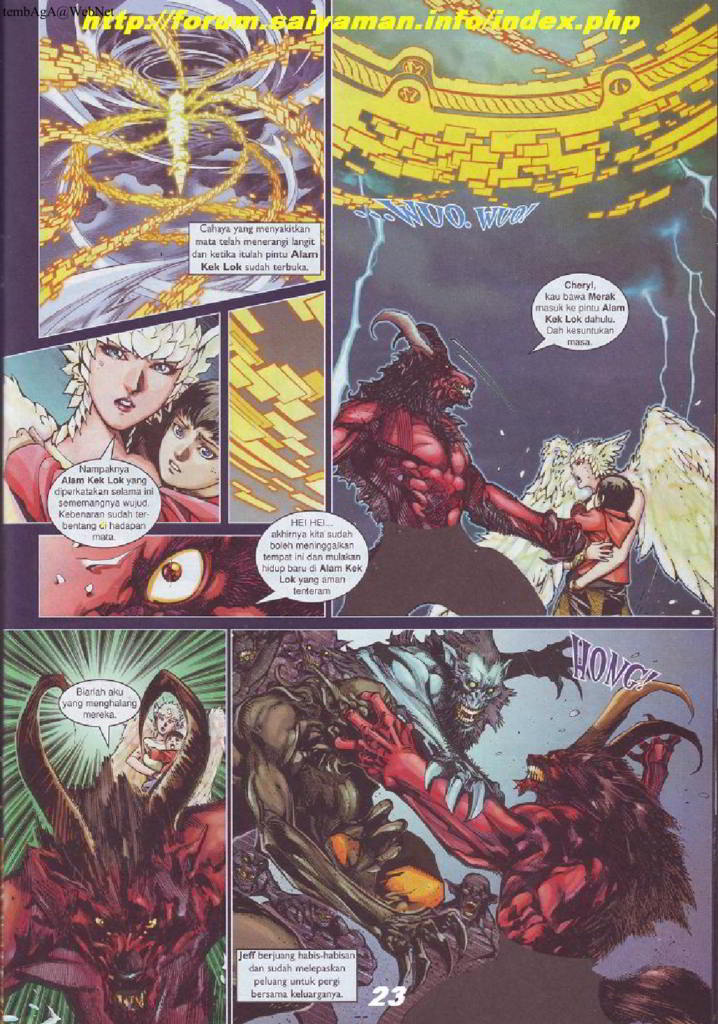 tembAgA@WebNet
http://forum.saiyaman.info/index.php
Cahaya yang menyakitkan
mata telah menerangi langit
dan ketika itulah pintu Alam
Kek Lok sudah terbuka.
...WUO. WUO!
Cheryl,
kau bawa Merak
masuk ke pintu Alam
Kek Lok dahulu.
Dah kesuntukan
masa.
Nampaknya
Alam Kek Lok yang
diperkatakan selama ini
sememangnya wujud.
Kebenaran sudah ter-
bentang di hadapan
mata.
HEI HEI...
akhirnya kita sudah
boleh meninggalkan
tempat ini dan mulakan
hidup baru di Alam Kek
Lok yang aman
tenteram
Biarlah aku
yang menghalang
mereka.
HONG!
Jeff berjuang habis-habisan
dan sudah melepaskan
peluang untuk pergi
bersama keluarganya.
23